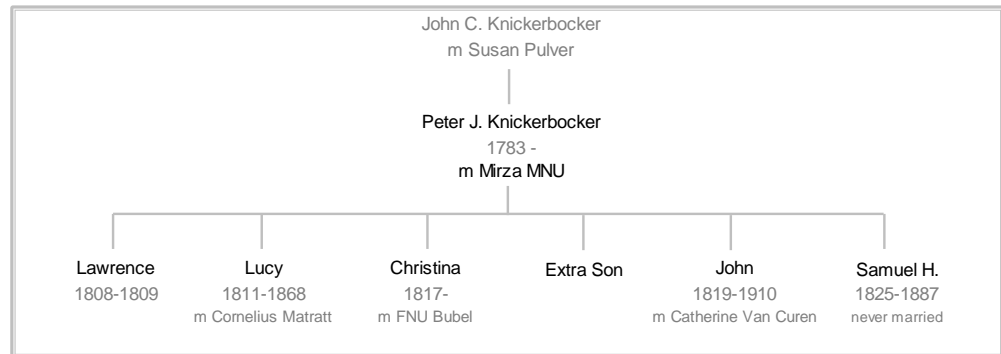 John C. Knickerbocker
m Susan Pulver
Peter J. Knickerbocker
1783 -
m Mirza MNU
Lawrence
1808-1809
Lucy
1811-1868
m Cornelius Matratt
Christina
1817-
m FNU Bubel
Extra Son
John
1819-1910
m Catherine Van Curen
Samuel H.
1825-1887
never married